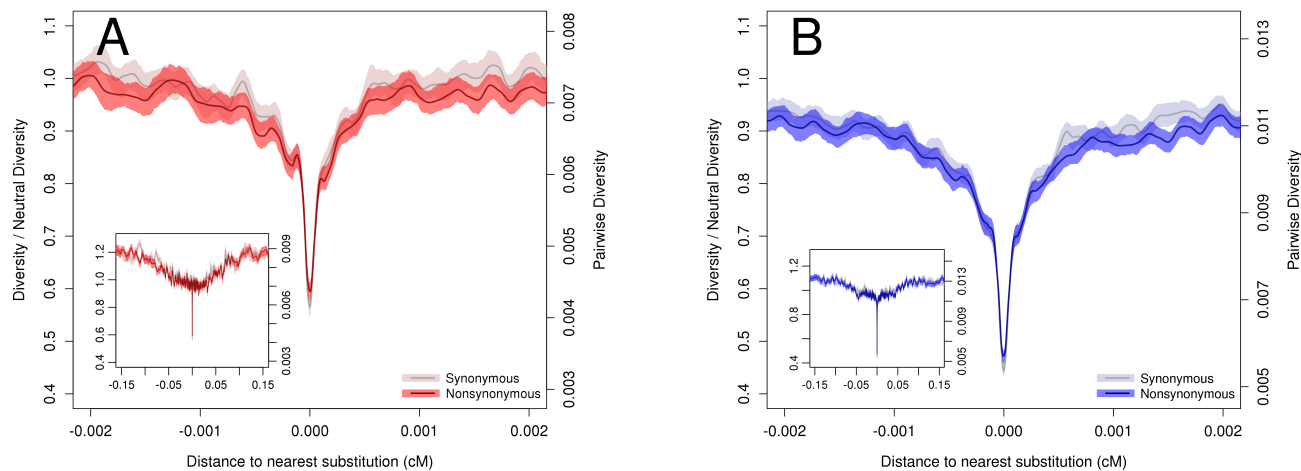 A
Diversity / Neutral Diversity
1.1
1.0
0.9
0.8
0.7
0.6
0.5
0.4
0.008
0.007
0.006
0.005
0.004
0.003
Pairwise Diversity
1.2
1.0
0.8
0.6
0.4
0.009
0.006
0.003
-0.15 -0.05 0.05 0.15
Synonymous
Nonsynonymous
-0.002 -0.001 0.000 0.001 0.002
Distance to nearest substitution (cM)
B
Diversity / Neutral Diversity
1.1
1.0
0.9
0.8
0.7
0.6
0.5
0.4
0.013
0.011
0.009
0.007
0.005
Pairwise Diversity
1.2
0.8
0.4
0.013
0.011
0.009
0.007
0.005
-0.15 -0.05 0.05 0.15
Synonymous
Nonsynonymous
-0.002 -0.001 0.000 0.001 0.002
Distance to nearest substitution (cM)